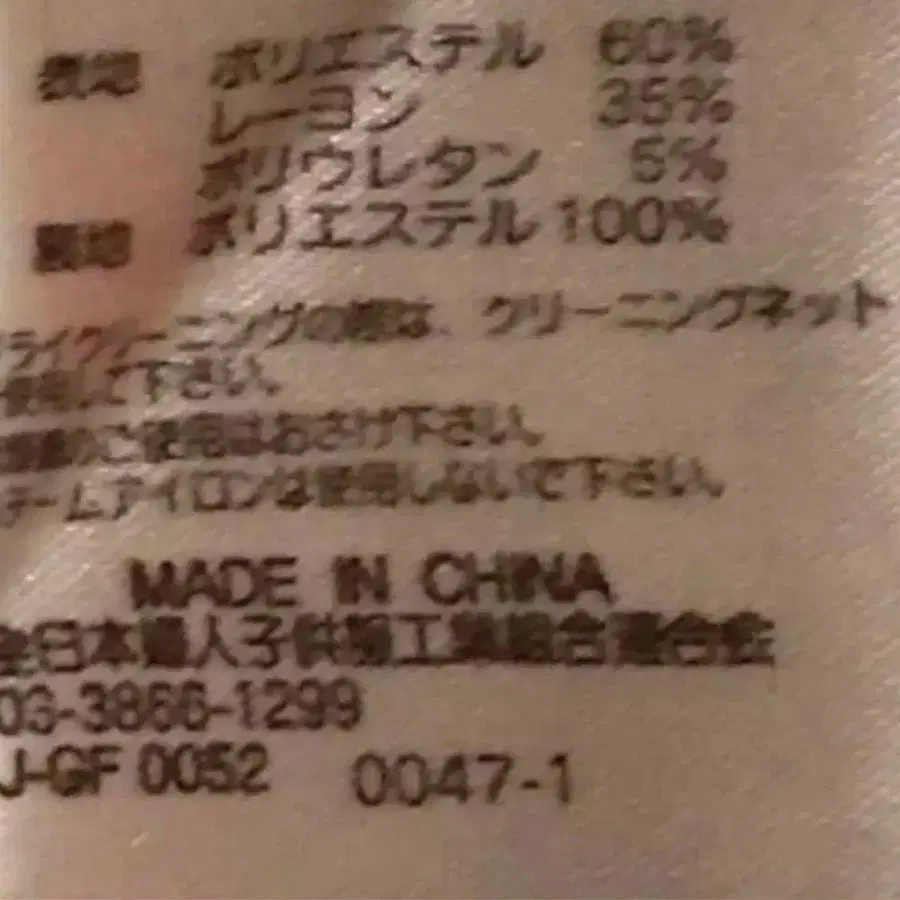 表地 ポリエステル 60%
レーヨン 35%
ポリウレタン 5%
裏地 ポリエステル 100%
ライクリーニングの際は、クリーニングネット
使用して下さい。
のご使用はおさけ下さい。
チームアイロンは使用しないで下さい。
MADE IN CHINA
全日本婦人子供服工業組合連合会
03-3866-1299
J-GF 0052 0047-1